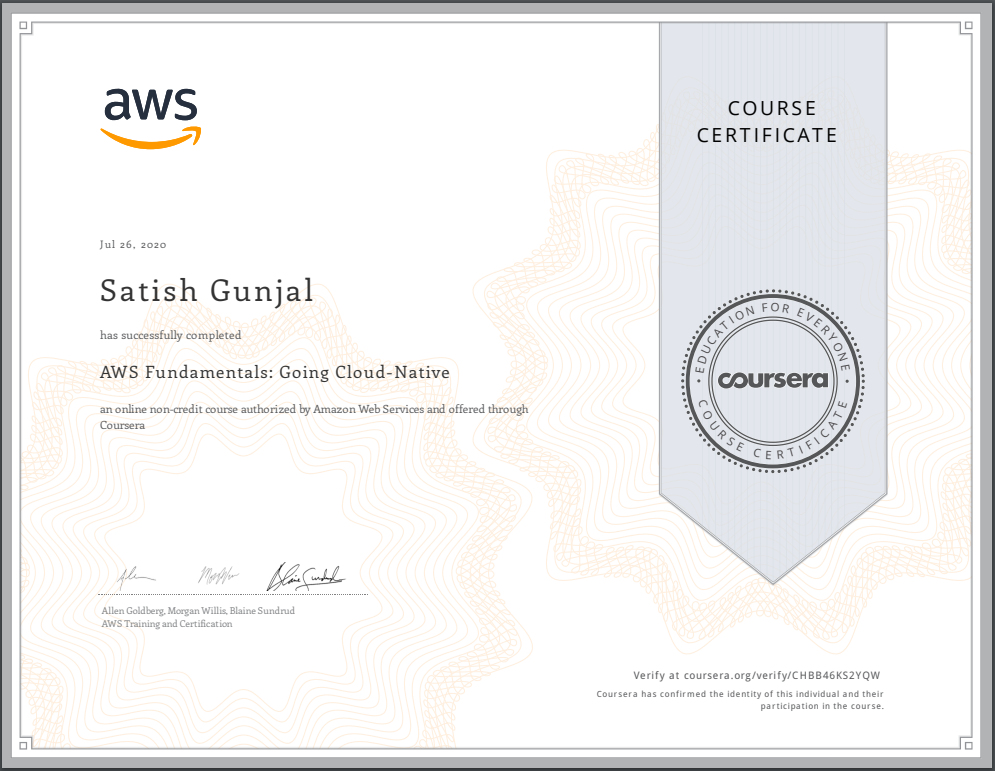 aws
COURSE
CERTIFICATE
Jul 26, 2020
Satish Gunjal
has successfully completed
AWS Fundamentals: Going Cloud-Native
an online non-credit course authorized by Amazon Web Services and offered through
Coursera
EDUCATION FOR EVERYONE
coursera
COURSE CERTIFICATE
Allen Goldberg, Morgan Willis, Blaine Sundrud
AWS Training and Certification
Verify at coursera.org/verify/CHBB46KS2YQW
Coursera has confirmed the identity of this individual and their
participation in the course.